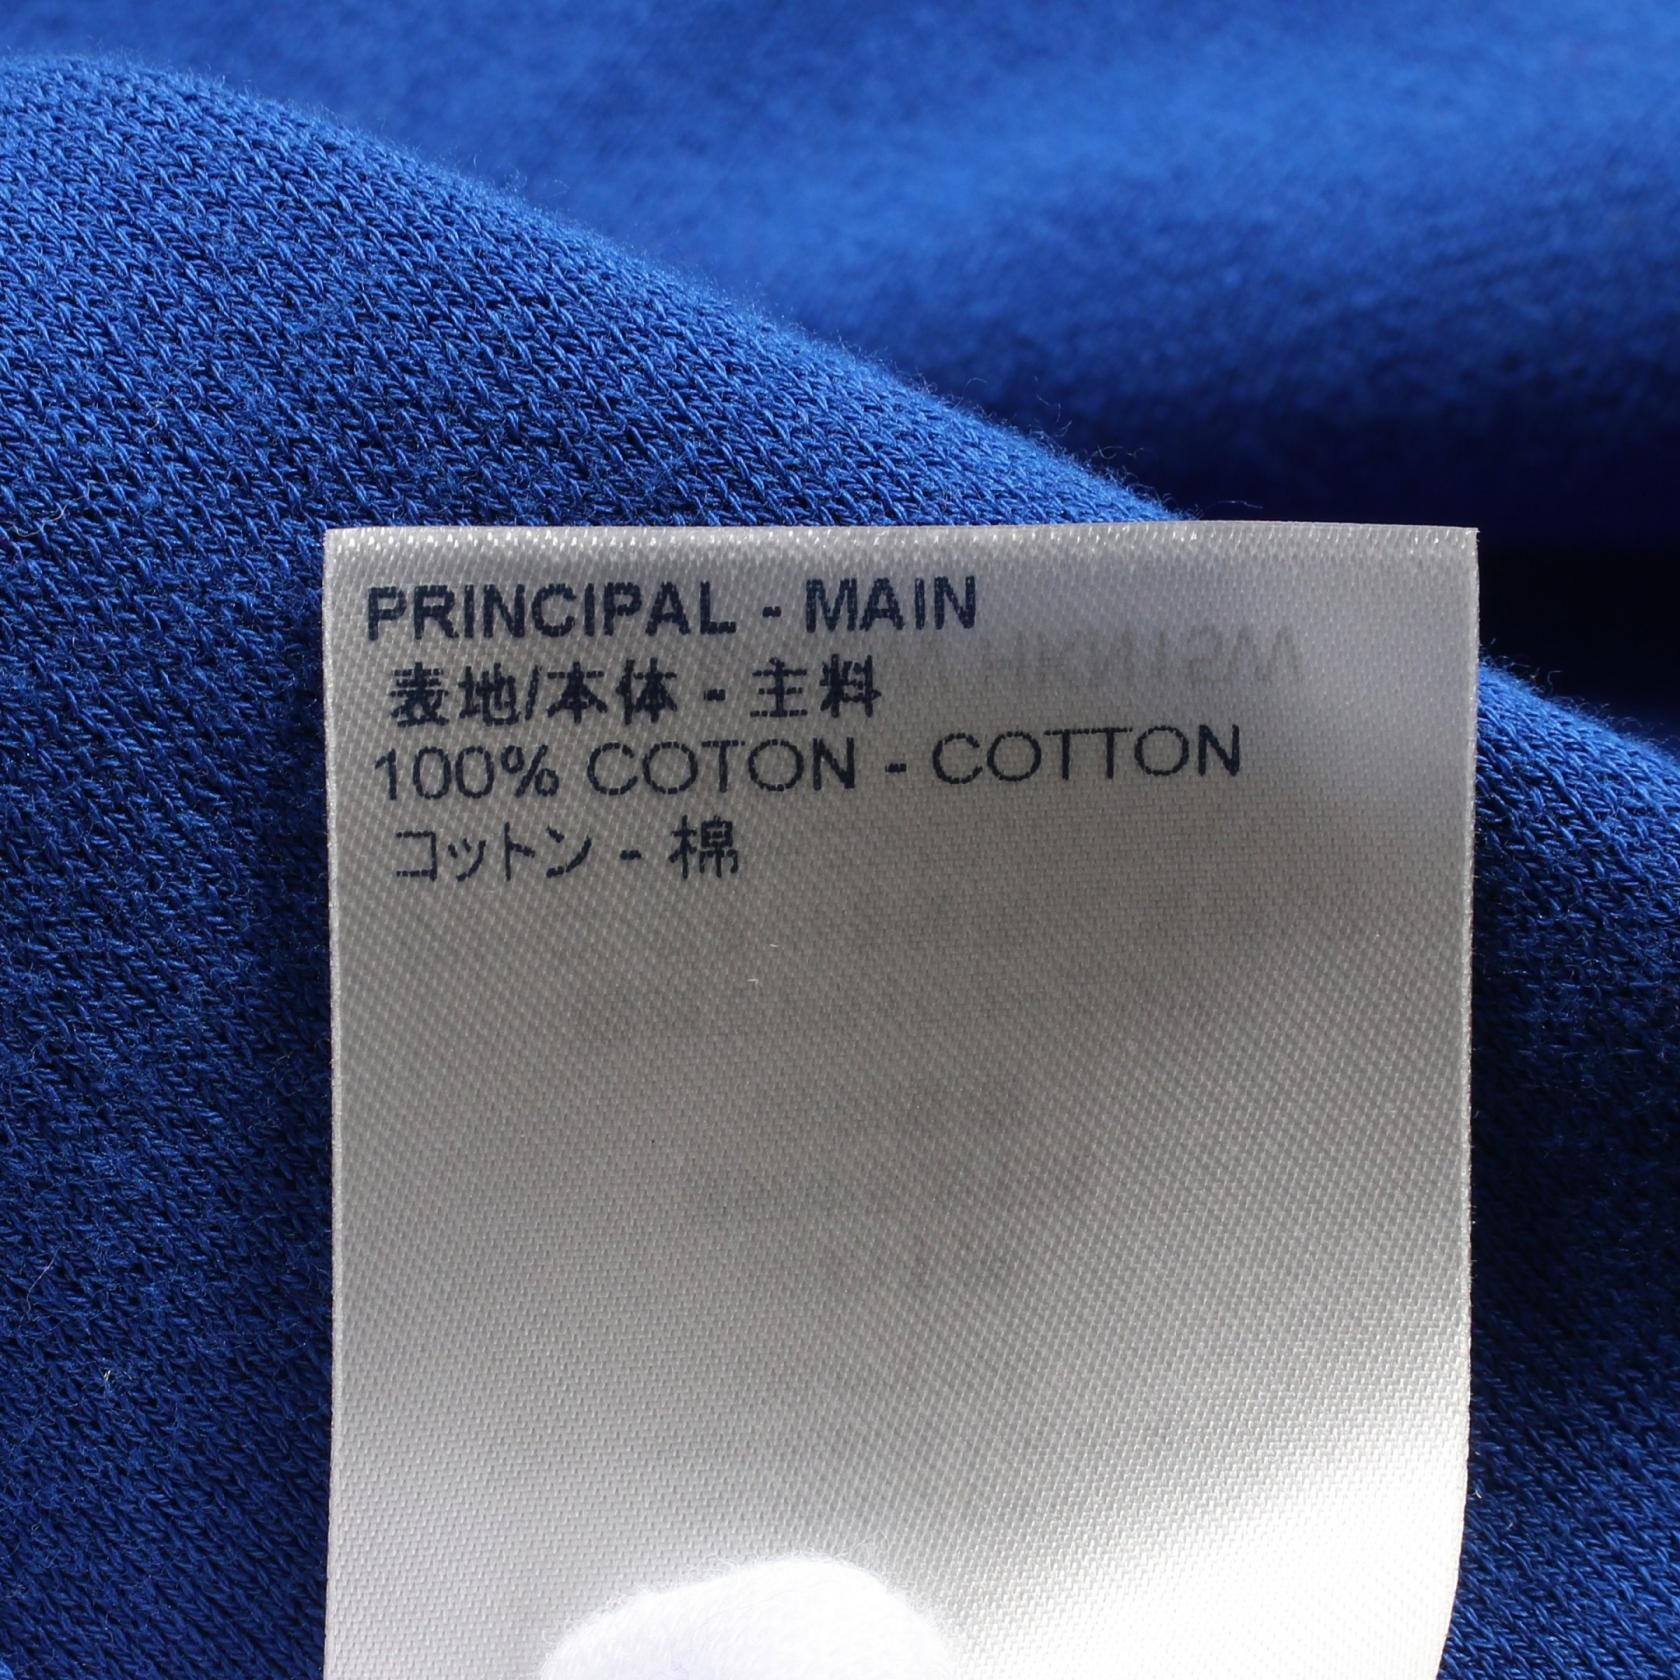 PRINCIPAL - MAIN
表地/本体 - 主料
100% COTON - COTTON
コットン - 棉